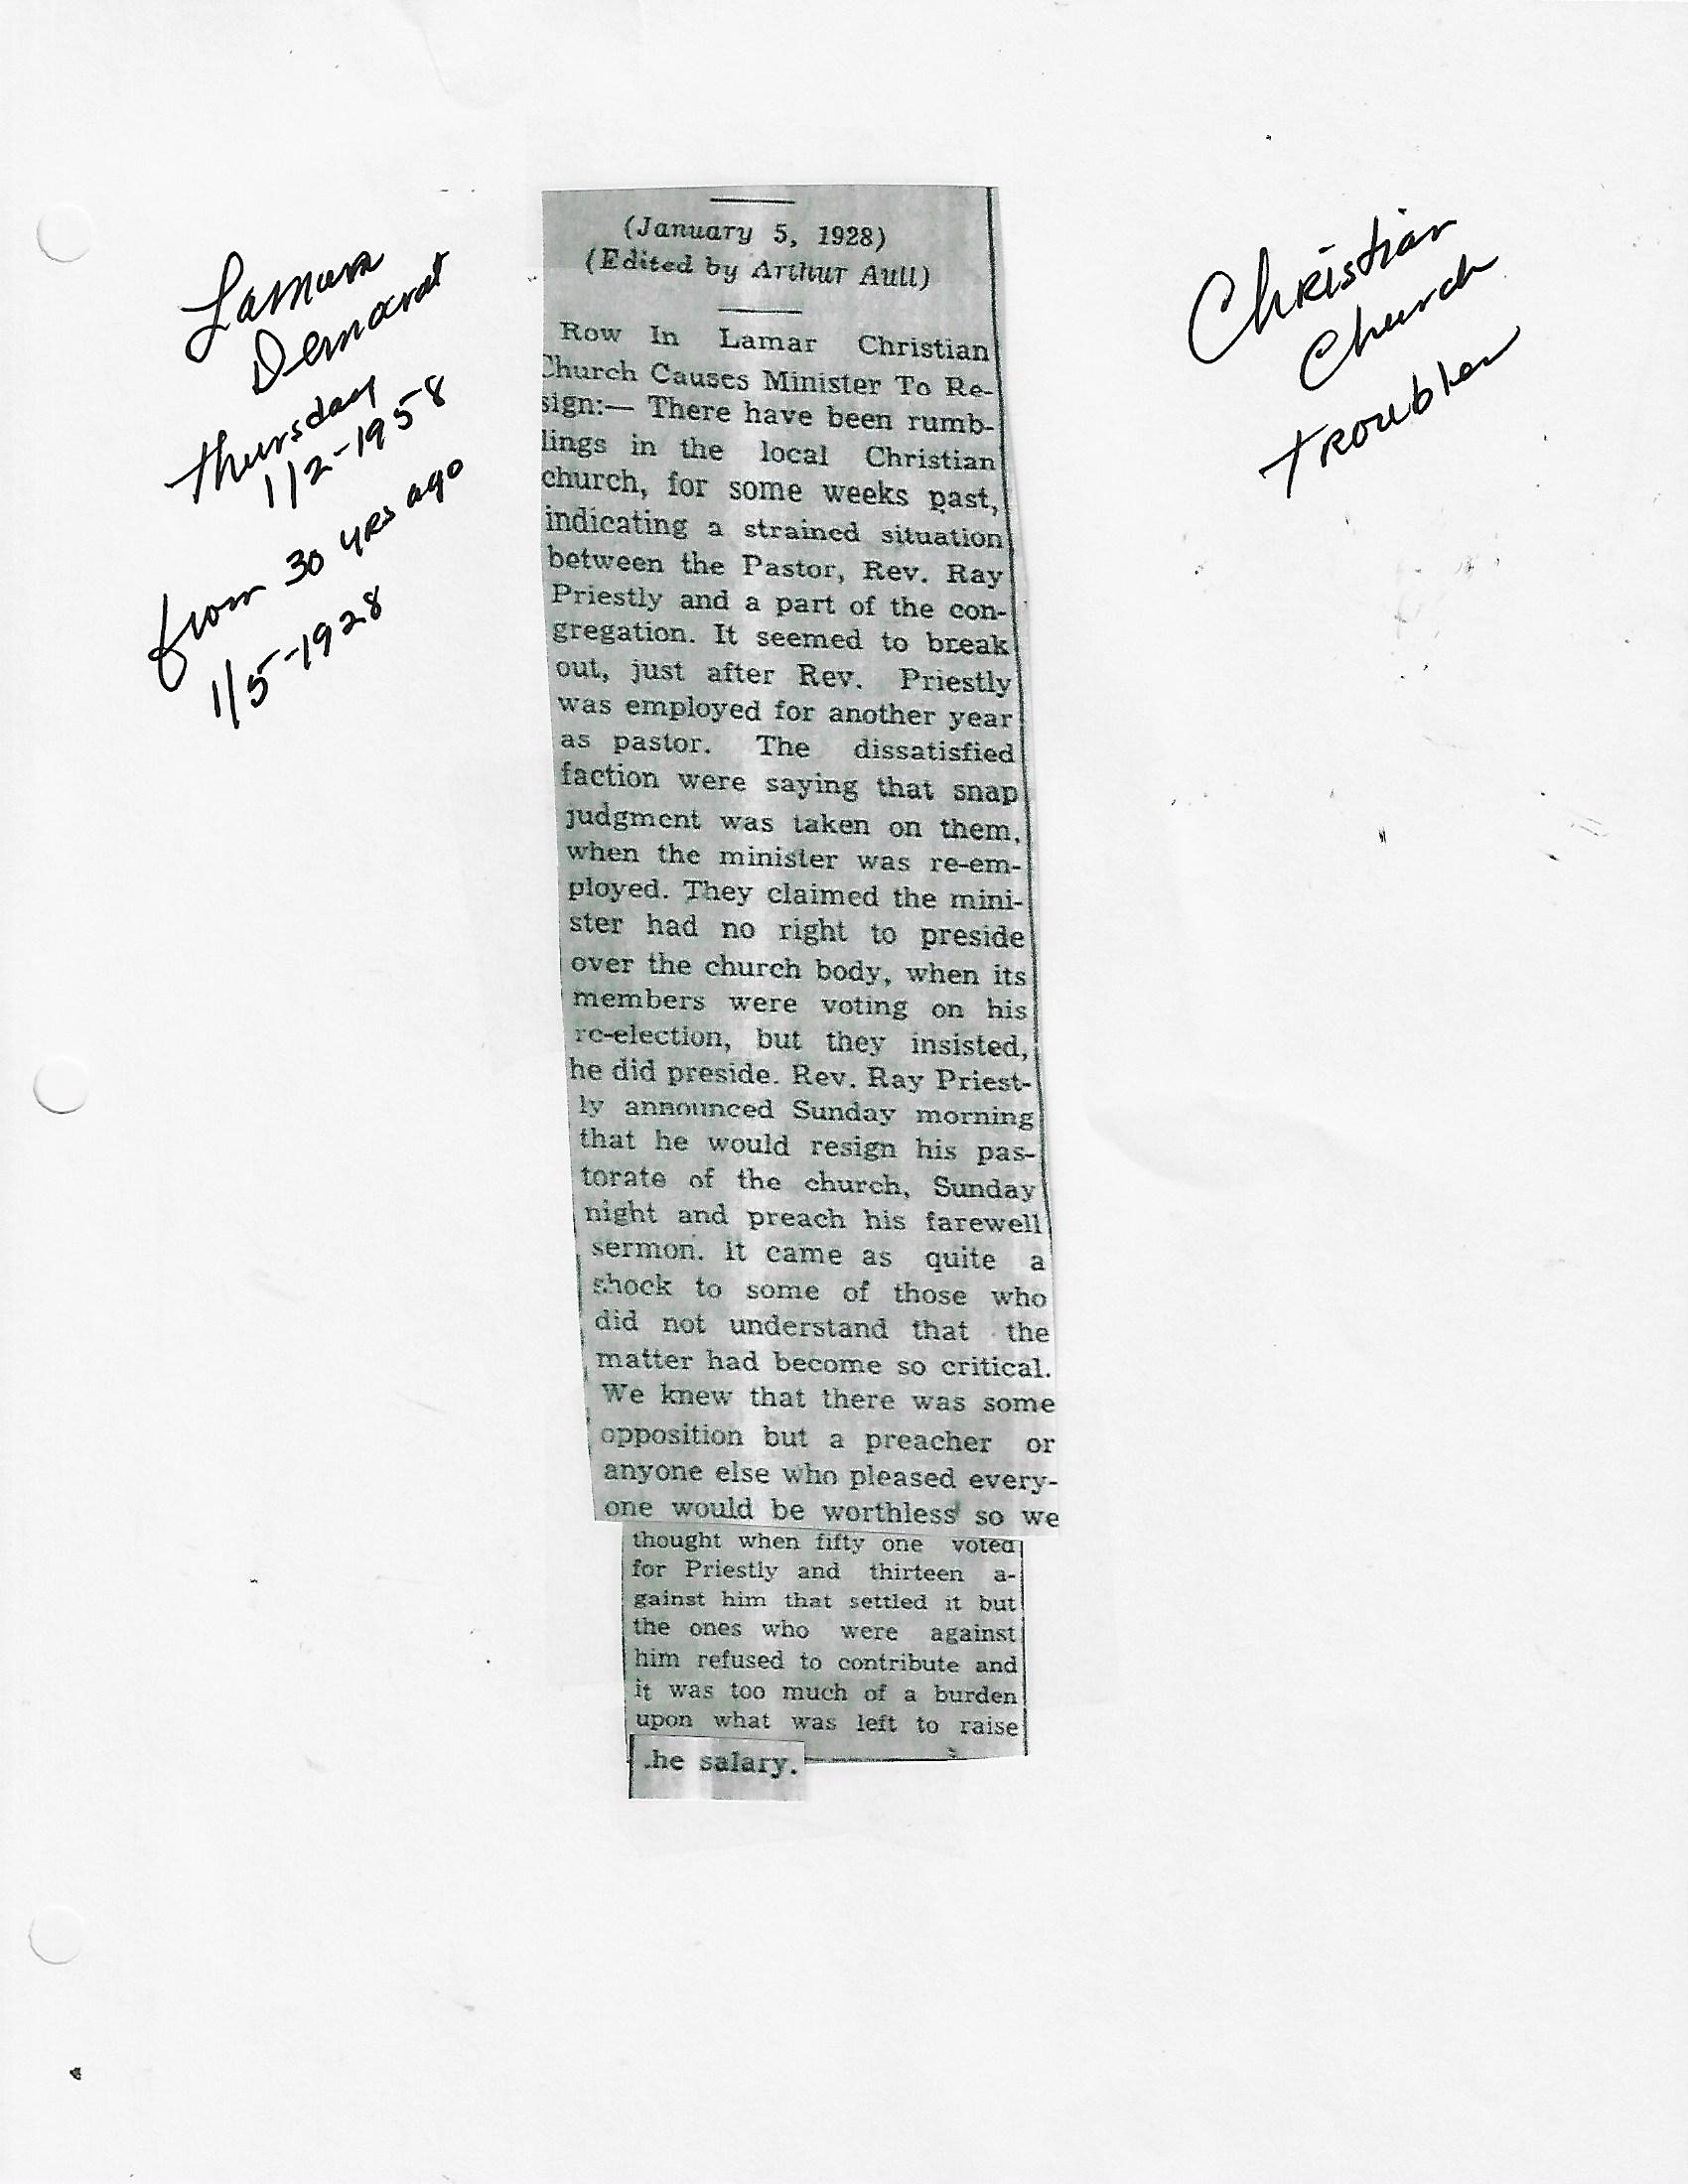 Lamar
Democrat
Thursday
1/2-1958
from 30 yrs ago
1/5-1928
Christian
Church
Troubles
(January 5, 1928)
(Edited by Arthur Aull)
Row In Lamar Christian
Church Causes Minister To Re-
sign:— There have been rumb-
lings in the local Christian
church, for some weeks past,
indicating a strained situation
between the Pastor, Rev. Ray
Priestly and a part of the con-
gregation. It seemed to break
out, just after Rev. Priestly
was employed for another year
as pastor. The dissatisfied
faction were saying that snap
judgment was taken on them,
when the minister was re-em-
ployed. They claimed the mini-
ster had no right to preside
over the church body, when its
members were voting on his
re-election, but they insisted,
he did preside. Rev. Ray Priest-
ly announced Sunday morning
that he would resign his pas-
torate of the church, Sunday
night and preach his farewell
sermon. It came as quite a
shock to some of those who
did not understand that the
matter had become so critical.
We knew that there was some
opposition but a preacher or
anyone else who pleased every-
one would be worthless so we
thought when fifty one voted
for Priestly and thirteen a-
gainst him that settled it but
the ones who were against
him refused to contribute and
it was too much of a burden
upon what was left to raise
he salary.